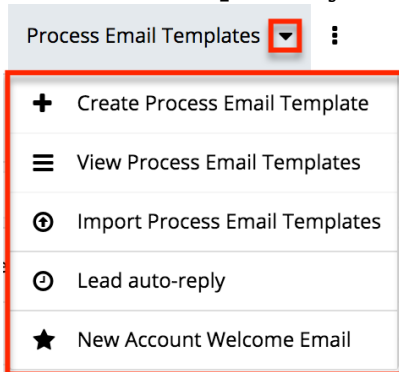 Process Email Templates
Create Process Email Template
View Process Email Templates
Import Process Email Templates
Lead auto-reply
New Account Welcome Email